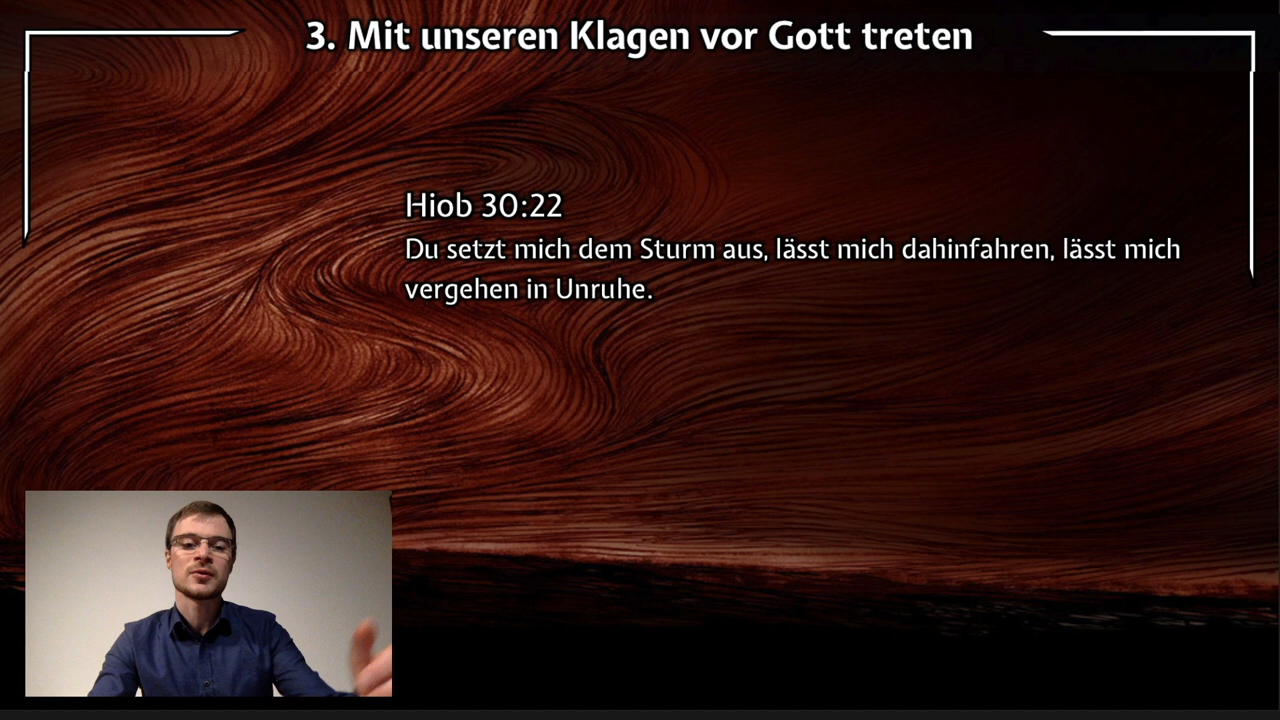 3. Mit unseren Klagen vor Gott treten
Hiob 30:22
Du setzt mich dem Sturm aus, lässt mich dahinfahren, lässt mich
vergehen in Unruhe.